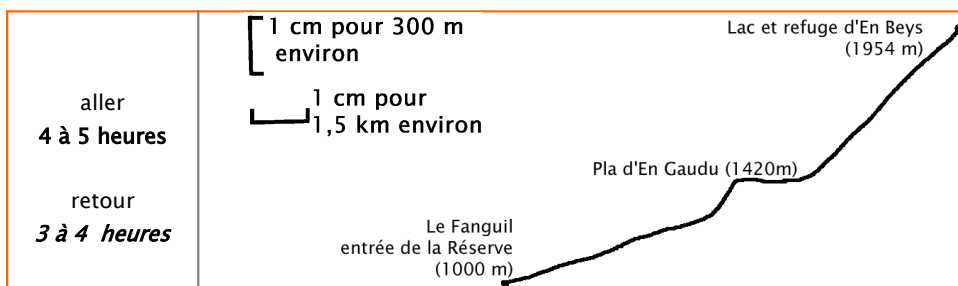 aller
4 à 5 heures
retour
3 à 4 heures
1 cm pour 300 m
environ
1 cm pour
1,5 km environ
Lac et refuge d'En Beys
(1954 m)
Pla d'En Gaudu (1420m)
Le Fanguil
entrée de la Réserve
(1000 m)